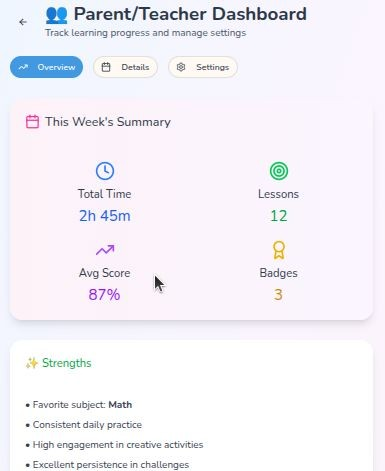 👥 Parent/Teacher Dashboard
Track learning progress and manage settings
Overview
Details
Settings
This Week's Summary
Total Time
2h 45m
Lessons
12
Avg Score
87%
Badges
3
✨ Strengths
• Favorite subject: Math
• Consistent daily practice
• High engagement in creative activities
• Excellent persistence in challenges